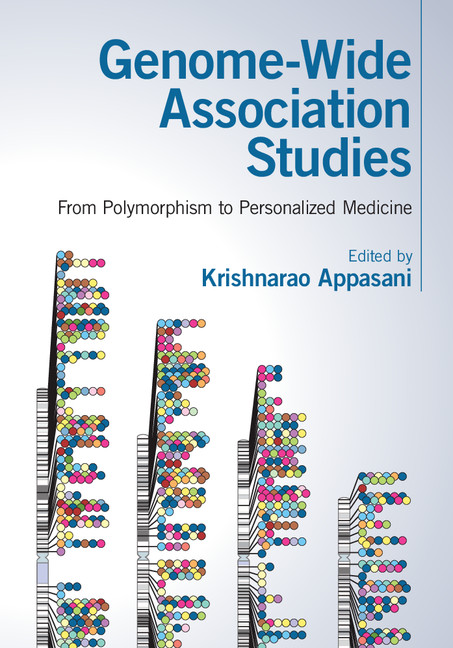 Genome-Wide
Association
Studies
From Polymorphism to Personalized Medicine
Edited by
Krishnarao Appasani